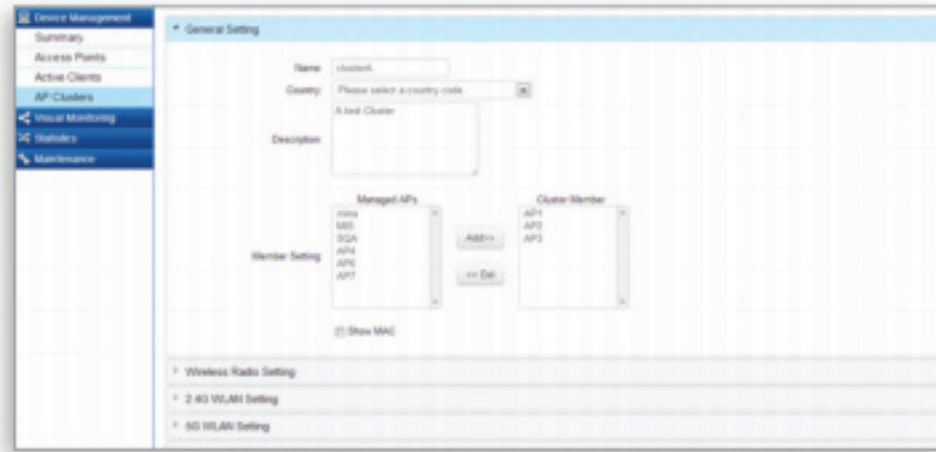 Device Management
Summary
Access Points
Active Clients
AP Clusters
Visual Monitoring
Statistics
Maintenance
General Setting
Name
Country Please select a country code.
Description A test Cluster
Managed APs
Cluster Member
Member Setting
MIS
SQA
AP4
AP6
AP7
Add>>
<< Del
AP1
AP2
AP3
Show MAC
Wireless Radio Setting
2.4G WLAN Setting
5G WLAN Setting